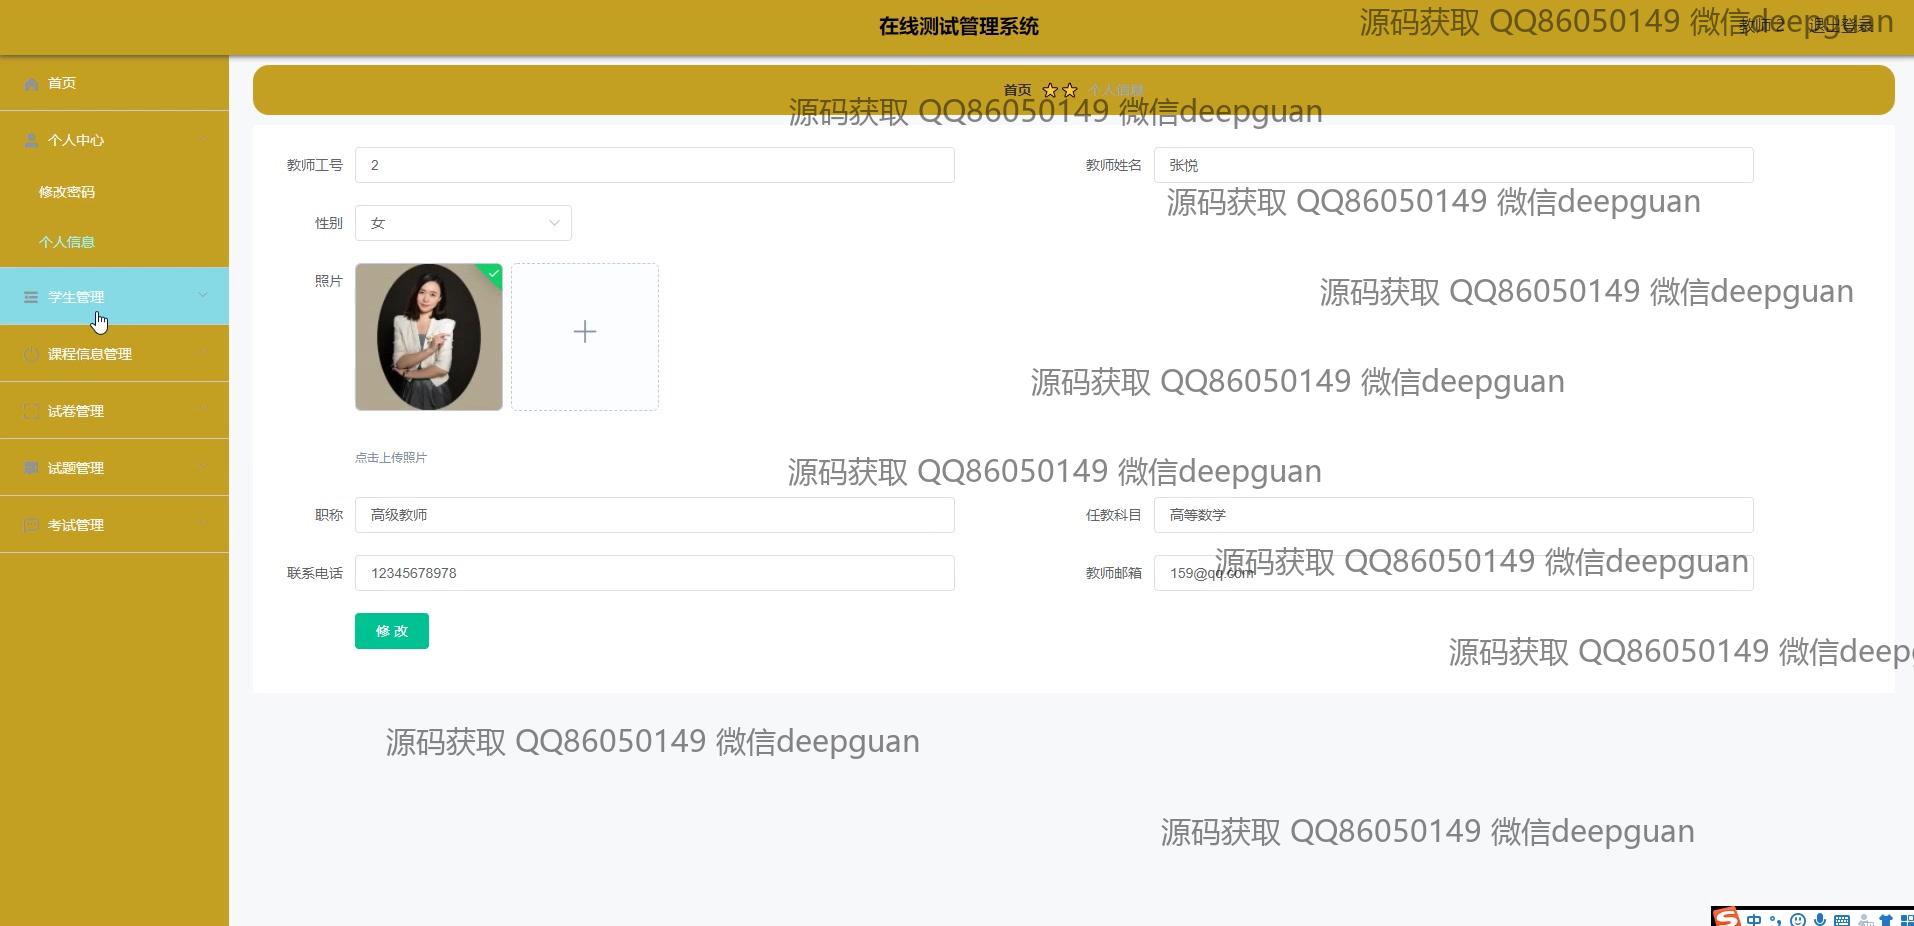 在线测试管理系统
源码获取 QQ86050149 微信deepguan
教师 2 退出登录
首页
个人中心
修改密码
个人信息
学生管理
课程信息管理
试卷管理
试题管理
考试管理
首页 个人信息
源码获取 QQ86050149 微信deepguan
教师工号 2
教师姓名 张悦
源码获取 QQ86050149 微信deepguan
性别 女
源码获取 QQ86050149 微信deepguan
照片
源码获取 QQ86050149 微信deepguan
点击上传照片
源码获取 QQ86050149 微信deepguan
职称 高级教师
任教科目 高等数学
源码获取 QQ86050149 微信deepguan
联系电话 12345678978
教师邮箱 159@qq.com
修 改
源码获取 QQ86050149 微信deep
源码获取 QQ86050149 微信deepguan
源码获取 QQ86050149 微信deepguan
中